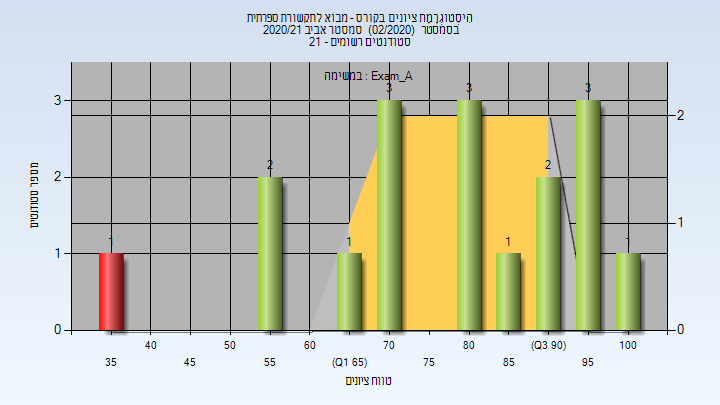 היסטוגרמת ציונים בקורס - מבוא לתקשורת ספרתית
בסמסטר (02/2020) סמסטר אביב 2020/21
סטודנטים רשומים - 21
במשימה : Exam_A
מספר סטודנטים
3
2
1
0
2
1
0
1
2
1
3
3
1
2
3
1
40 50 60 70 80 (Q3 90) 100
35 45 55 (Q1 65) 75 85 95
טווח ציונים